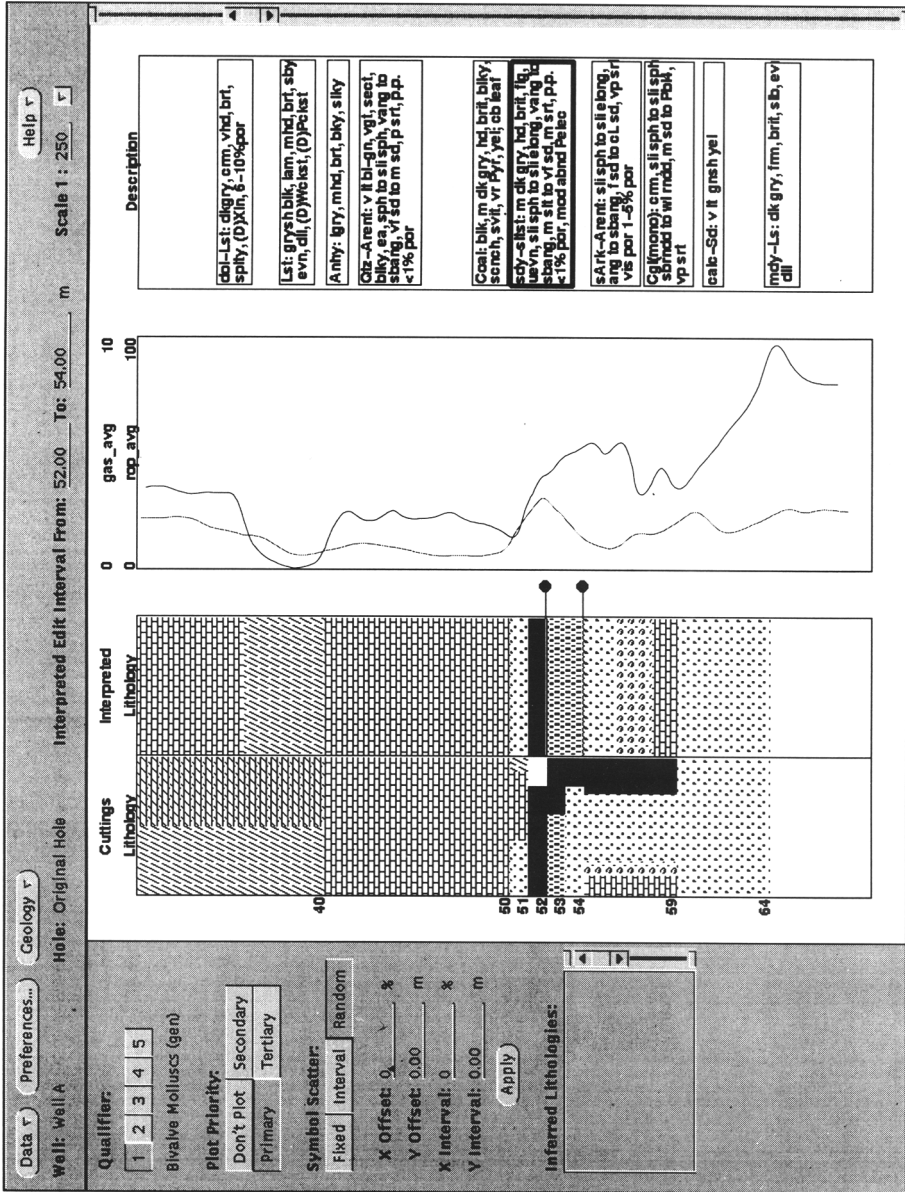 Data Preferences... Geology Help
Well: Well A Hole: Original Hole Interpreted Edit Interval From: 52.00 To: 54.00 m Scale 1 : 250
Qualifier:
1 2 3 4 5
Bivalve Molluscs (gen)
Plot Priority:
Don't Plot Secondary
Primary Tertiary
Symbol Scatter:
Fixed Interval Random
X Offset: 0 %
Y Offset: 0.00 m
X Interval: 0 %
Y Interval: 0.00 m
Apply
Inferred Lithologies:
Cuttings
Lithology
Interpreted
Lithology
0 gas_avg 10
0 rop_avg 100
Description
40
50
51
52
53
54
59
64
dol-Lst: dkgry, crm, vhd, brt,
splty, (D)Xln, 6-10%por
Lst: grysh blk, lam, mhd, brt, sby
evn, dll, (D)Wckst, (D)Pckst
Anhy: lgry, mhd, brt, bky, slky
Qtz-Arent: v lt bl-gn, vgt, sect,
blky, ea, sph to sli sph, vang to
sbang, vf sd to m sd, p srt, p.p.
<1% por
Coal: blk, m dk gry, hd, brit, blky,
scnch, svit, vr Pyr, yel; cb leaf
sdy-sltst: m dk gry, hd, brit, flg,
uevn, sli sph to sli elong, vang to
sbang, m slt to vf sd, m srt, p.p.
<1% por, mod abnd Pelec
sArk-Arent: sli sph to sli elong,
ang to sbang, f sd to cL sd, vp srt
vis por 1-5% por
Cgl(mono): crm, sli sph to sli sph
sbrndd to wl rndd, m sd to Pbl4,
vp srt
calc-Sd: v lt gnsh yel
mdy-Ls: dk gry, frm, brit, slb, evn
dll